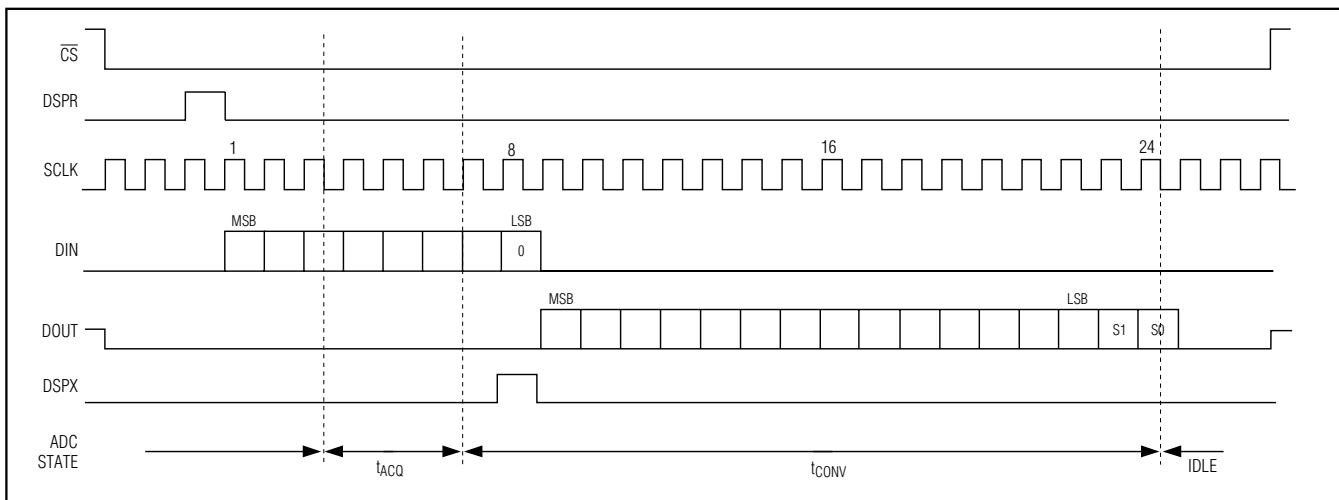 CS
DSPR
1 8 16 24
SCLK
MSB LSB
DIN 0
MSB LSB
DOUT S1 S0
DSPX
ADC
STATE
tACQ tCONV IDLE